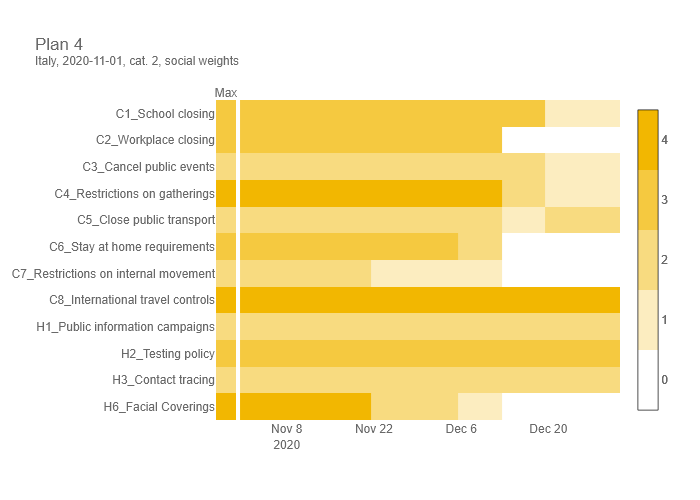 Plan 4
Italy, 2020-11-01, cat. 2, social weights
Max
C1_School closing
C2_Workplace closing
C3_Cancel public events
C4_Restrictions on gatherings
C5_Close public transport
C6_Stay at home requirements
C7_Restrictions on internal movement
C8_International travel controls
H1_Public information campaigns
H2_Testing policy
H3_Contact tracing
H6_Facial Coverings
Nov 8
2020
Nov 22
Dec 6
Dec 20
4
3
2
1
0